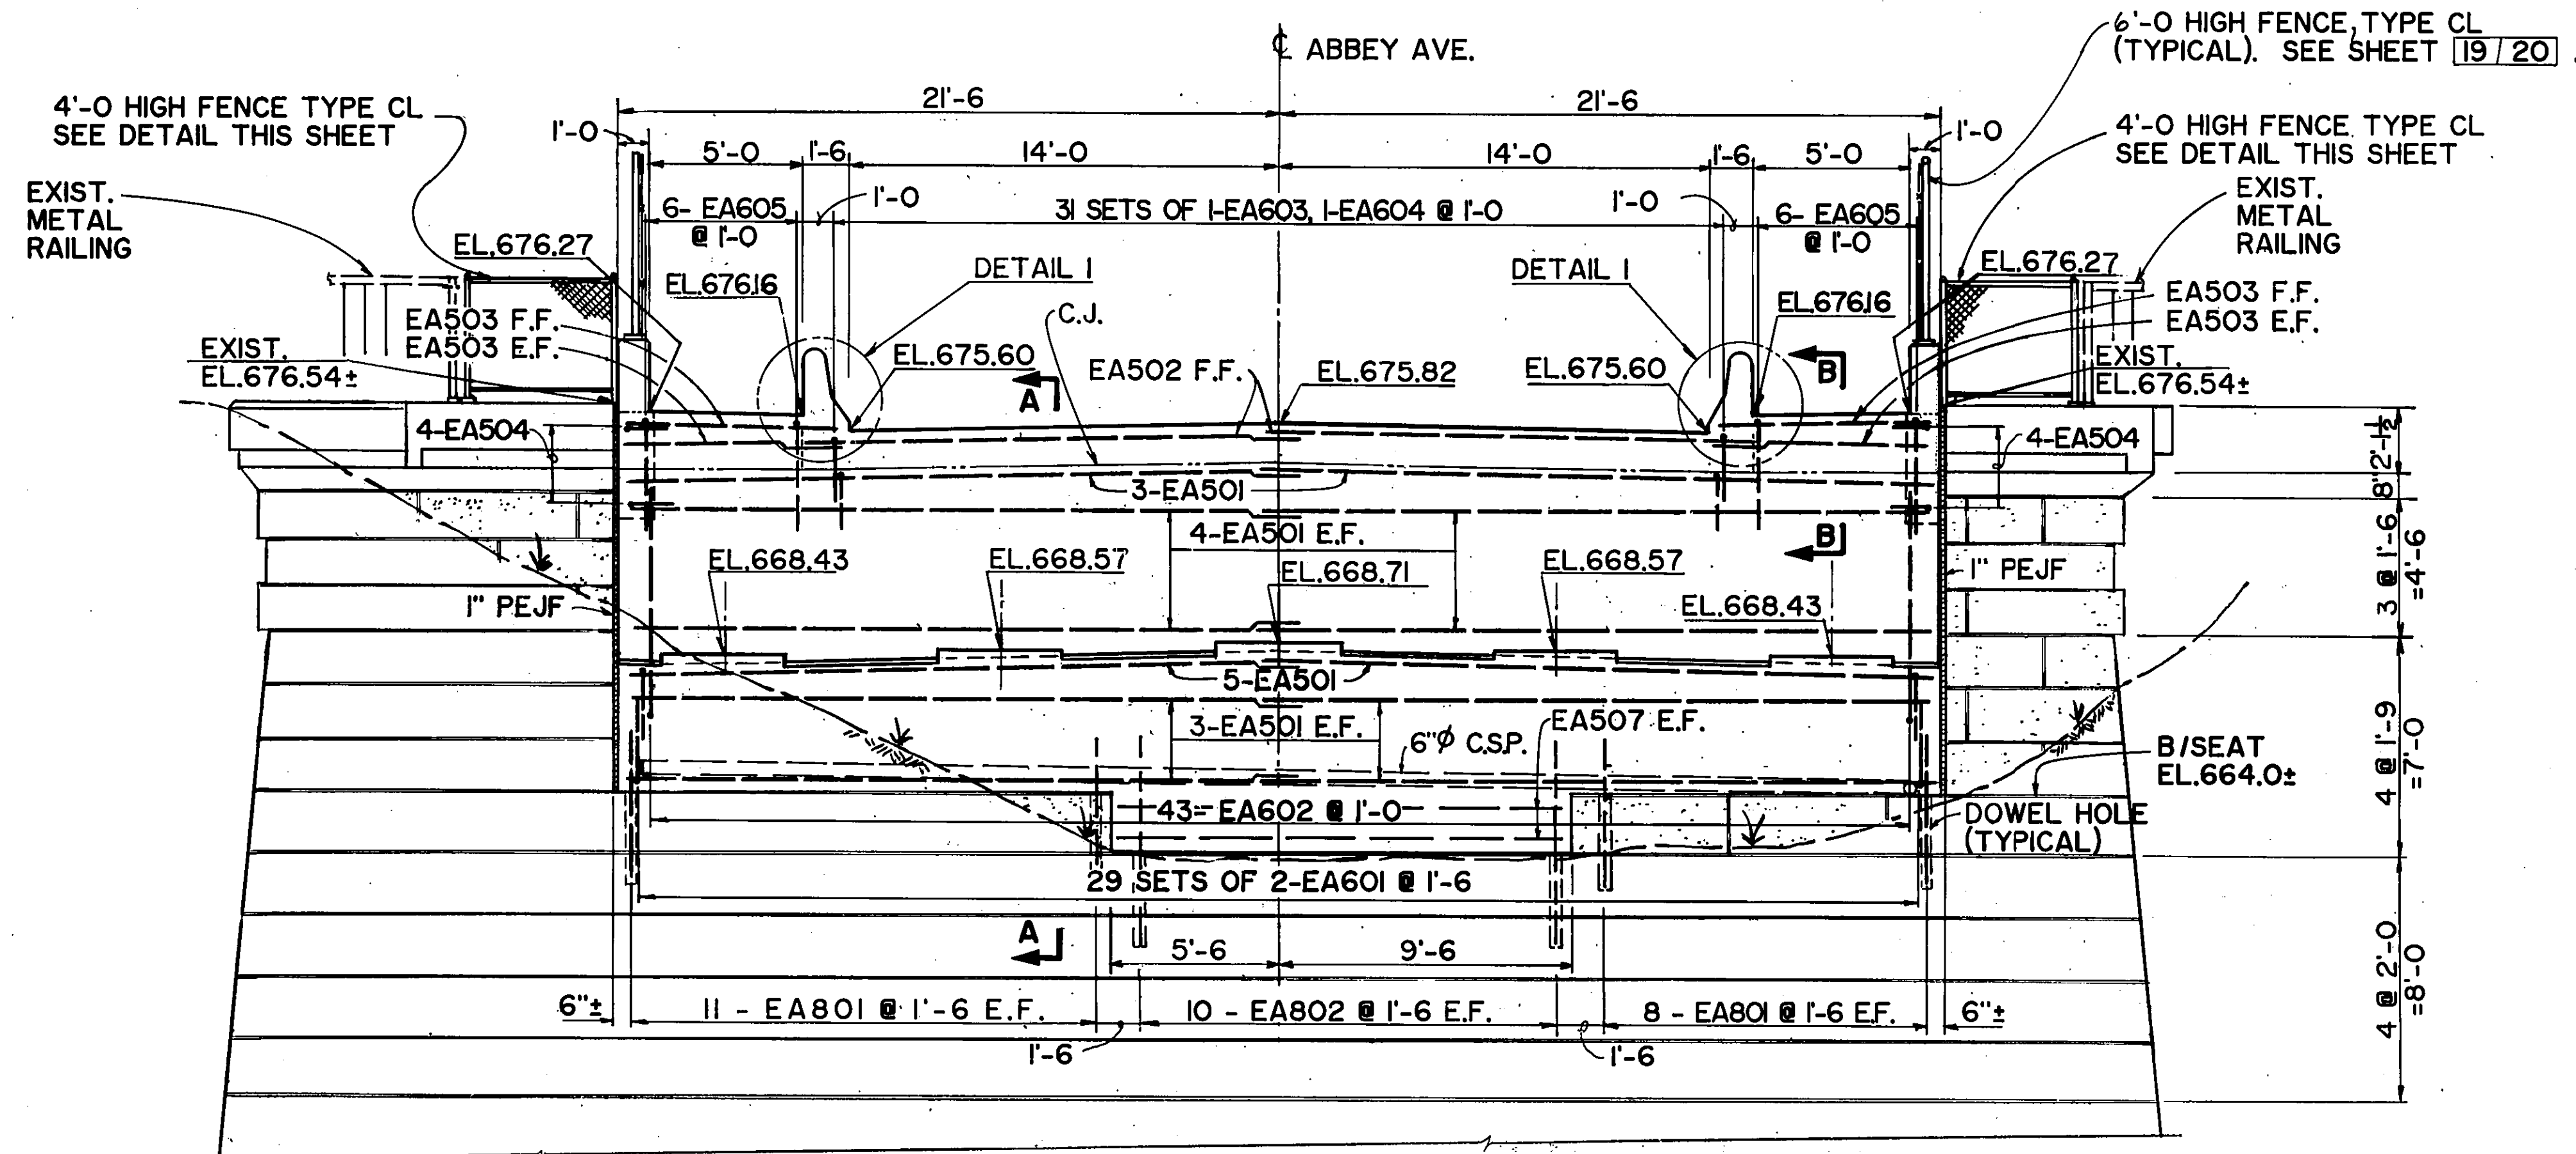 ℄ ABBEY AVE.
6'-0 HIGH FENCE, TYPE CL
(TYPICAL). SEE SHEET 19/20
4'-0 HIGH FENCE TYPE CL
SEE DETAIL THIS SHEET
21'-6
21'-6
4'-0 HIGH FENCE TYPE CL
SEE DETAIL THIS SHEET
1'-0
5'-0
1'-6
14'-0
14'-0
1'-6
5'-0
1'-0
EXIST.
METAL
RAILING
6- EA605
@ 1'-0
1'-0
31 SETS OF 1-EA603, 1-EA604 @ 1'-0
1'-0
6- EA605
@ 1'-0
EXIST.
METAL
RAILING
EL.676.27
EL.676.16
DETAIL 1
DETAIL 1
EL.676.16
EL.676.27
EA503 F.F.
EA503 E.F.
C.J.
EA503 F.F.
EA503 E.F.
EXIST.
EL.676.54±
EL.675.60
A
EA502 F.F.
EL.675.82
EL.675.60
B
EXIST.
EL.676.54±
4-EA504
4-EA504
2'-1½
8"
3-EA501
4-EA501 E.F.
B
3 @ 1'-6
=4'-6
EL.668.43
EL.668.57
EL.668.71
EL.668.57
EL.668.43
1" PEJF
1" PEJF
5-EA501
3-EA501 E.F.
EA507 E.F.
6"Ø C.S.P.
4 @ 1'-9
=7'-0
B/SEAT
EL.664.0±
43- EA602 @ 1'-0
DOWEL HOLE
(TYPICAL)
29 SETS OF 2-EA601 @ 1'-6
A
5'-6
9'-6
4 @ 2'-0
=8'-0
6"±
11 - EA801 @ 1'-6 E.F.
10 - EA802 @ 1'-6 E.F.
8 - EA801 @ 1'-6 E.F.
6"±
1'-6
1'-6